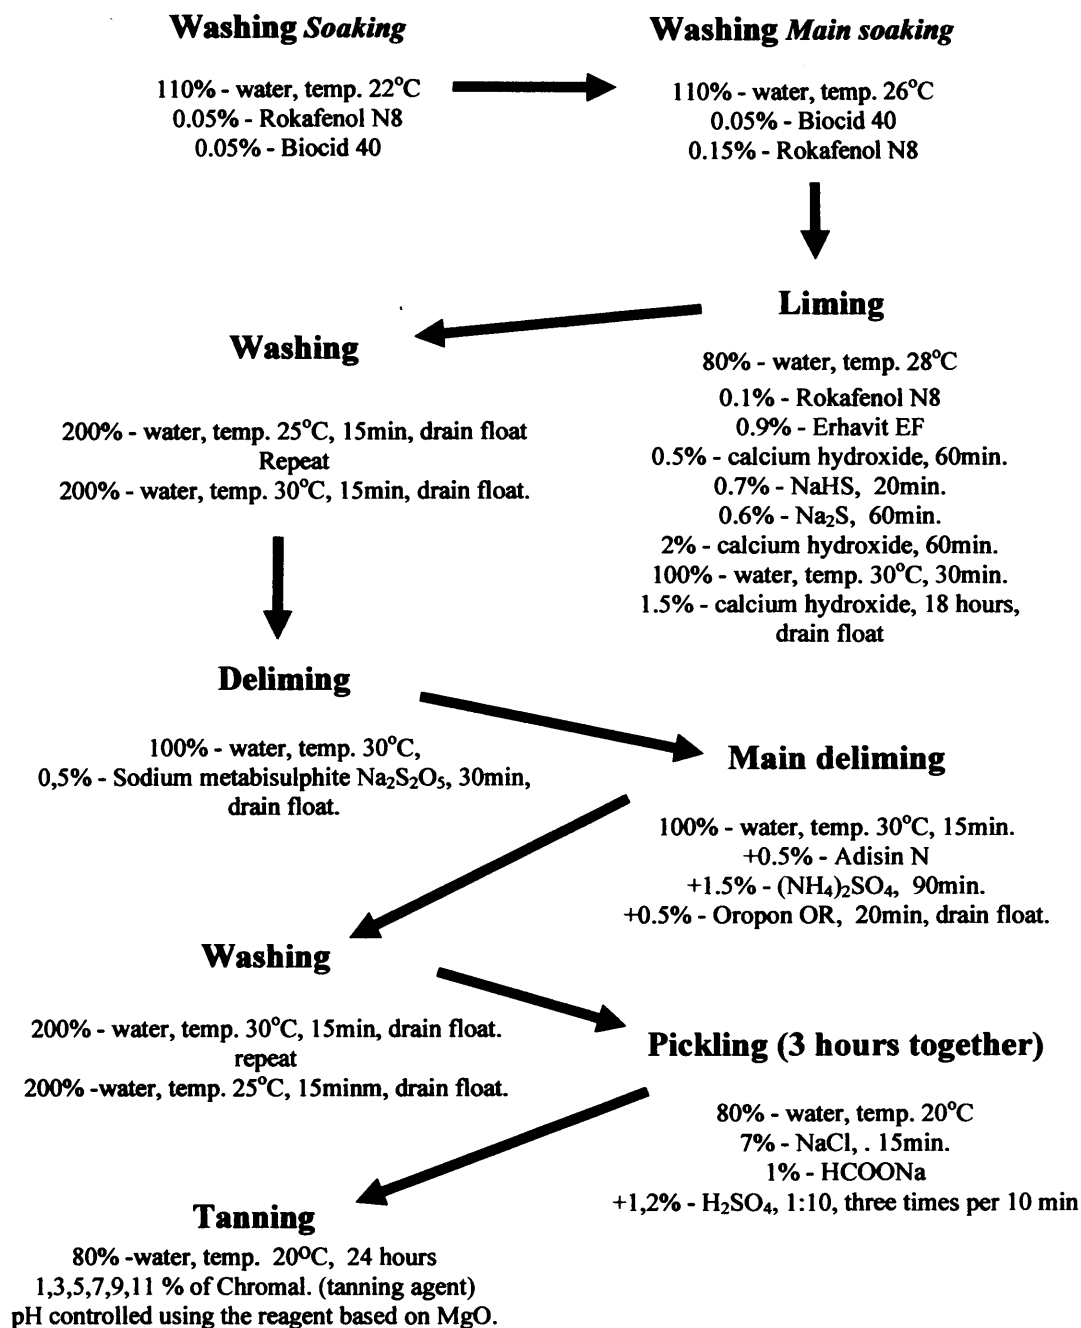 Washing Soaking
110% - water, temp. 22°C
0.05% - Rokafenol N8
0.05% - Biocid 40
Washing Main soaking
110% - water, temp. 26°C
0.05% - Biocid 40
0.15% - Rokafenol N8
Liming
80% - water, temp. 28°C
0.1% - Rokafenol N8
0.9% - Erhavit EF
0.5% - calcium hydroxide, 60min.
0.7% - NaHS, 20min.
0.6% - Na₂S, 60min.
2% - calcium hydroxide, 60min.
100% - water, temp. 30°C, 30min.
1.5% - calcium hydroxide, 18 hours,
drain float
Washing
200% - water, temp. 25°C, 15min, drain float
Repeat
200% - water, temp. 30°C, 15min, drain float.
Deliming
100% - water, temp. 30°C,
0,5% - Sodium metabisulphite Na₂S₂O₅, 30min,
drain float.
Main deliming
100% - water, temp. 30°C, 15min.
+0.5% - Adisin N
+1.5% - (NH₄)₂SO₄, 90min.
+0.5% - Oropon OR, 20min, drain float.
Washing
200% - water, temp. 30°C, 15min, drain float.
repeat
200% -water, temp. 25°C, 15minm, drain float.
Pickling (3 hours together)
80% - water, temp. 20°C
7% - NaCl, . 15min.
1% - HCOONa
+1,2% - H₂SO₄, 1:10, three times per 10 min
Tanning
80% -water, temp. 20°C, 24 hours
1,3,5,7,9,11 % of Chromal. (tanning agent)
pH controlled using the reagent based on MgO.